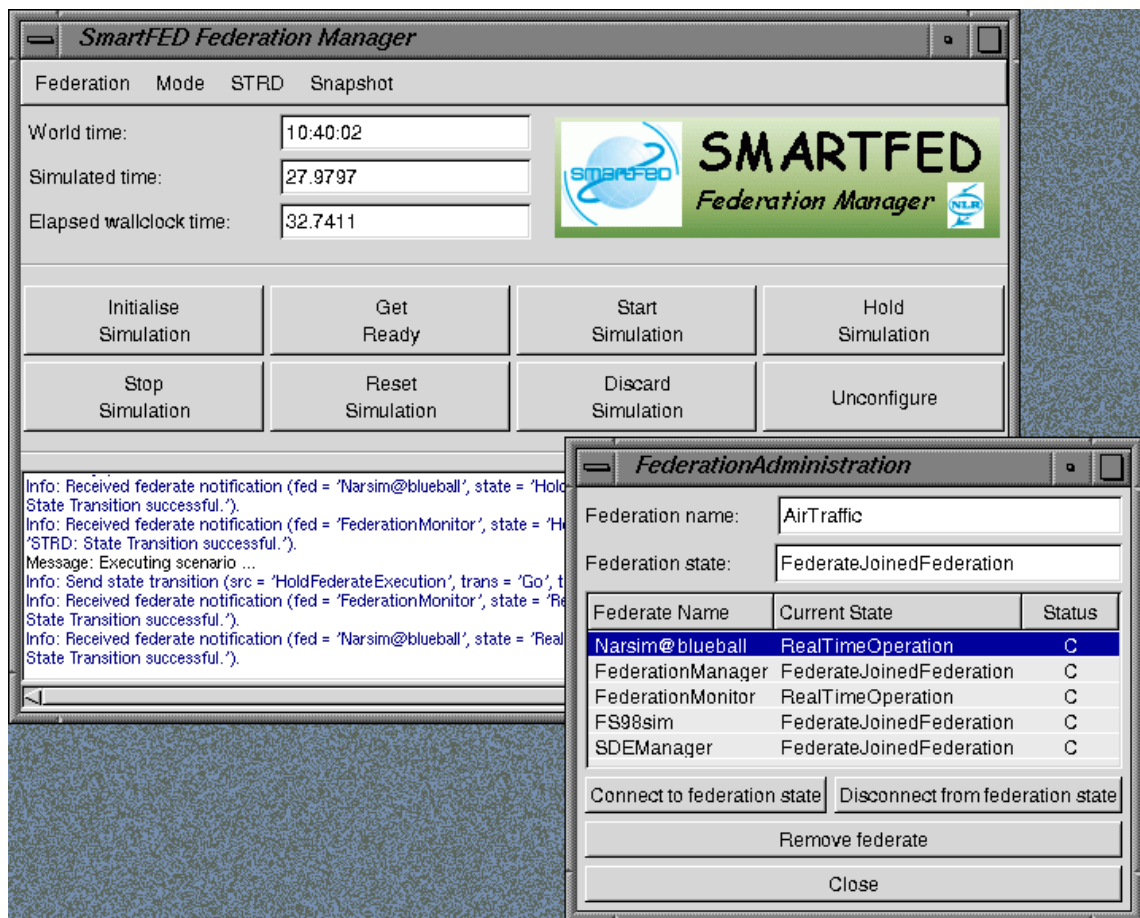 SmartFED Federation Manager
Federation Mode STRD Snapshot
World time: 10:40:02
Simulated time: 27.9797
Elapsed wallclock time: 32.7411
SMARTFED
SMARTFED
Federation Manager
NLR
Initialise
Simulation
Get
Ready
Start
Simulation
Hold
Simulation
Stop
Simulation
Reset
Simulation
Discard
Simulation
Unconfigure
Info: Received federate notification (fed = 'Narsim@blueball', state = 'Hold
State Transition successful.').
Info: Received federate notification (fed = 'FederationMonitor', state = 'H
'STRD: State Transition successful.').
Message: Executing scenario ...
Info: Send state transition (src = 'HoldFederateExecution', trans = 'Go', t
Info: Received federate notification (fed = 'FederationMonitor', state = 'Re
State Transition successful.').
Info: Received federate notification (fed = 'Narsim@blueball', state = 'Real
State Transition successful.').
FederationAdministration
Federation name: AirTraffic
Federation state: FederateJoinedFederation
Federate Name Current State Status
Narsim@blueball RealTimeOperation C
FederationManager FederateJoinedFederation C
FederationMonitor RealTimeOperation C
FS98sim FederateJoinedFederation C
SDEManager FederateJoinedFederation C
Connect to federation state Disconnect from federation state
Remove federate
Close